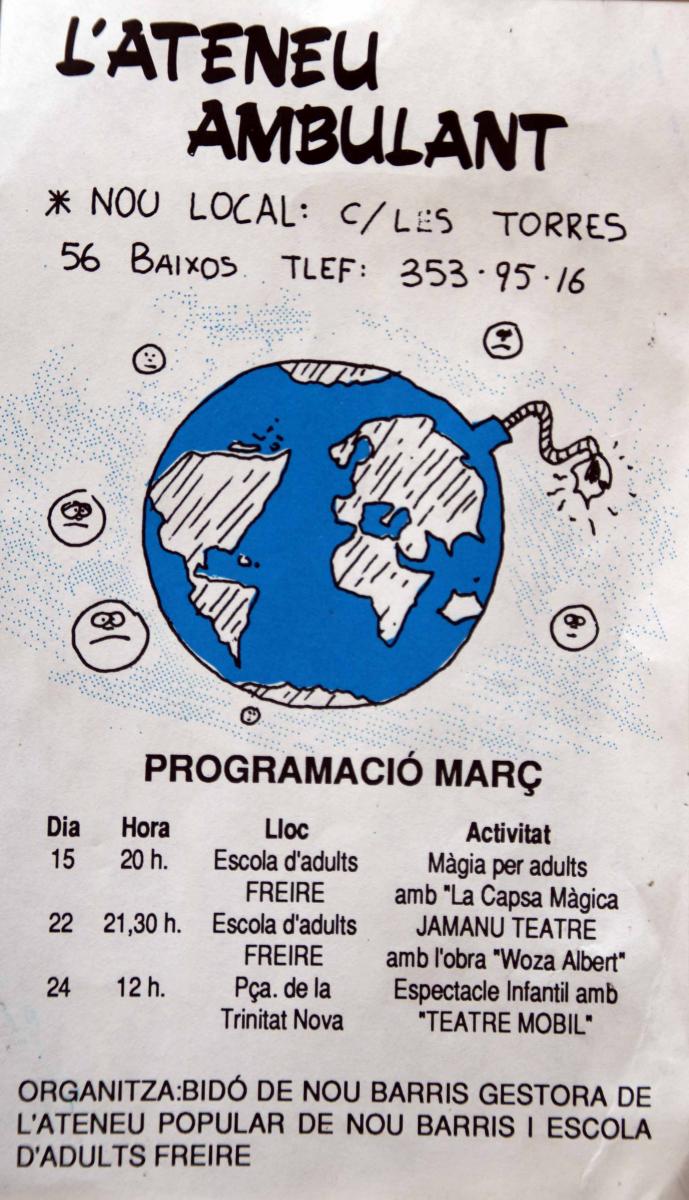 L'ATENEU
AMBULANT
* NOU LOCAL: C/LES TORRES
56 BAIXOS. TLEF: 353·95·16
PROGRAMACIÓ MARÇ
Dia Hora Lloc Activitat
15 20 h. Escola d'adults Màgia per adults
FREIRE amb "La Capsa Màgica
22 21,30 h. Escola d'adults JAMANU TEATRE
FREIRE amb l'obra "Woza Albert"
24 12 h. Pça. de la Espectacle Infantil amb
Trinitat Nova "TEATRE MOBIL"
ORGANITZA:BIDÓ DE NOU BARRIS GESTORA DE
L'ATENEU POPULAR DE NOU BARRIS I ESCOLA
D'ADULTS FREIRE